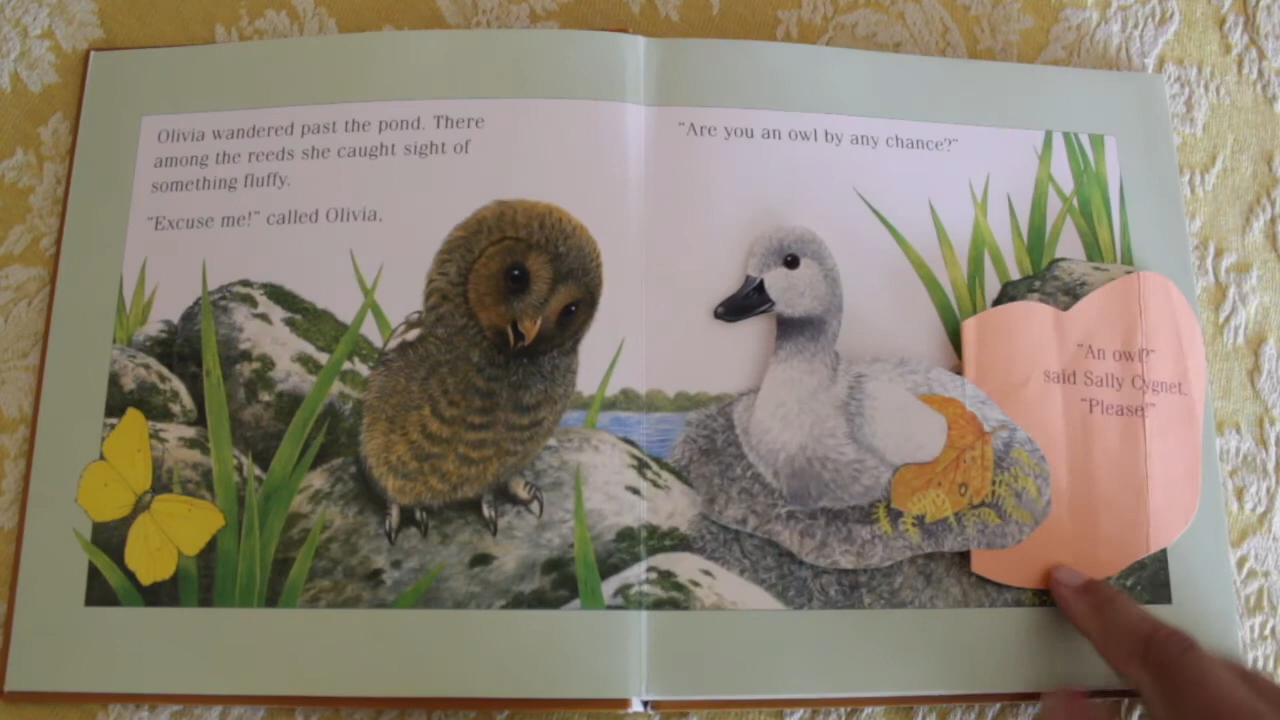 Olivia wandered past the pond. There
among the reeds she caught sight of
something fluffy.
"Excuse me!" called Olivia,
"Are you an owl by any chance?"
"An owl?"
said Sally Cygnet.
"Please!"